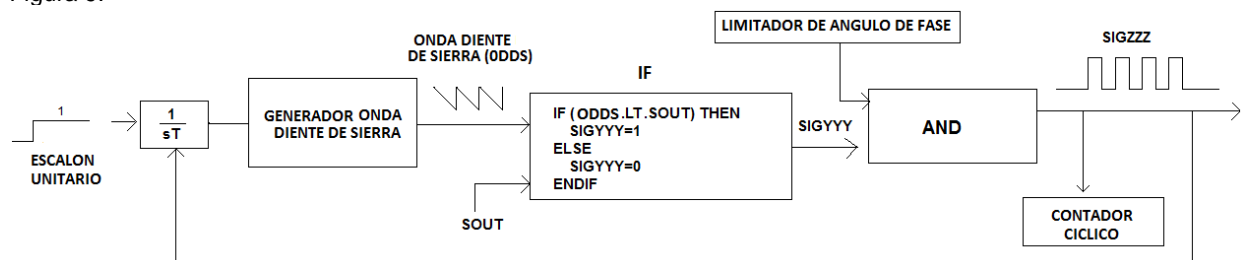 Figura 3.
LIMITADOR DE ANGULO DE FASE
ONDA DIENTE
DE SIERRA (0DDS)
SIGZZZ
IF
1
1
sT
GENERADOR ONDA
DIENTE DE SIERRA
IF (ODDS.LT.SOUT) THEN
SIGYYY=1
ELSE
SIGYYY=0
ENDIF
SIGYYY
AND
ESCALON
UNITARIO
SOUT
CONTADOR
CICLICO